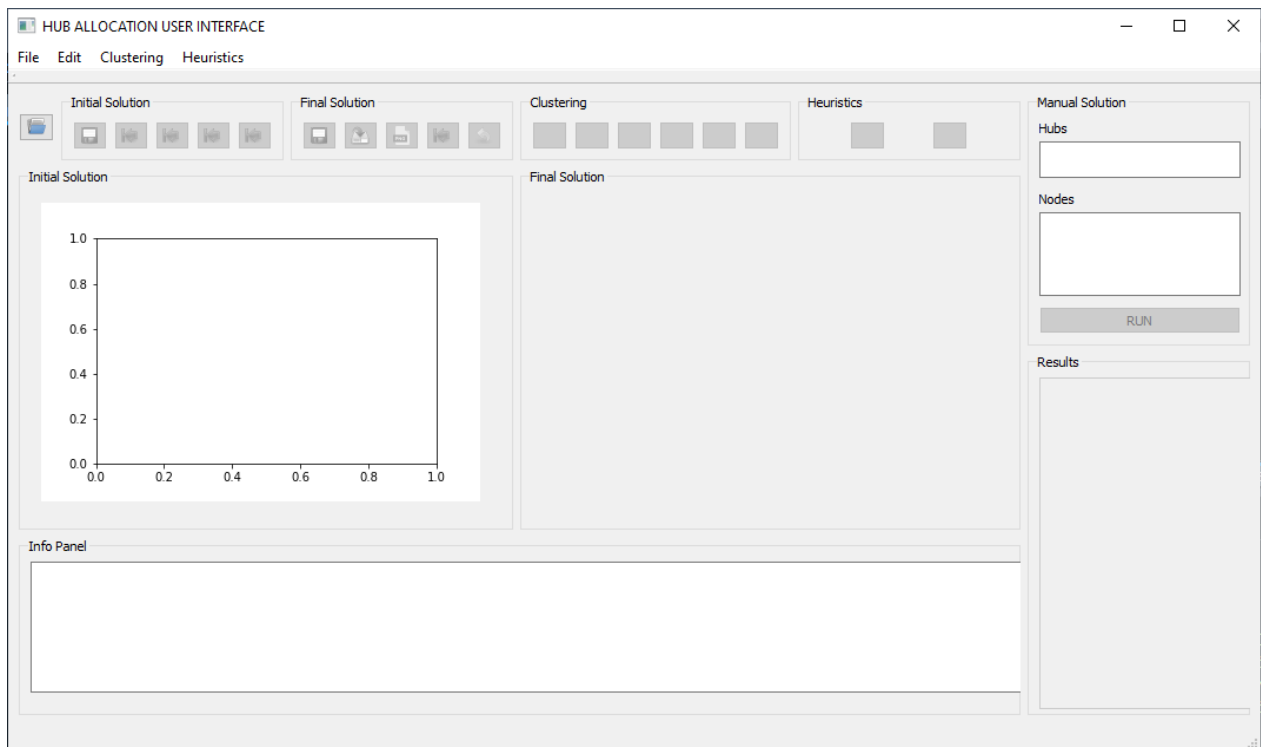 HUB ALLOCATION USER INTERFACE
File Edit Clustering Heuristics
Initial Solution
Final Solution
Clustering
Heuristics
Manual Solution
Hubs
Nodes
RUN
Initial Solution
1.0
0.8
0.6
0.4
0.2
0.0
0.0 0.2 0.4 0.6 0.8 1.0
Final Solution
Results
Info Panel